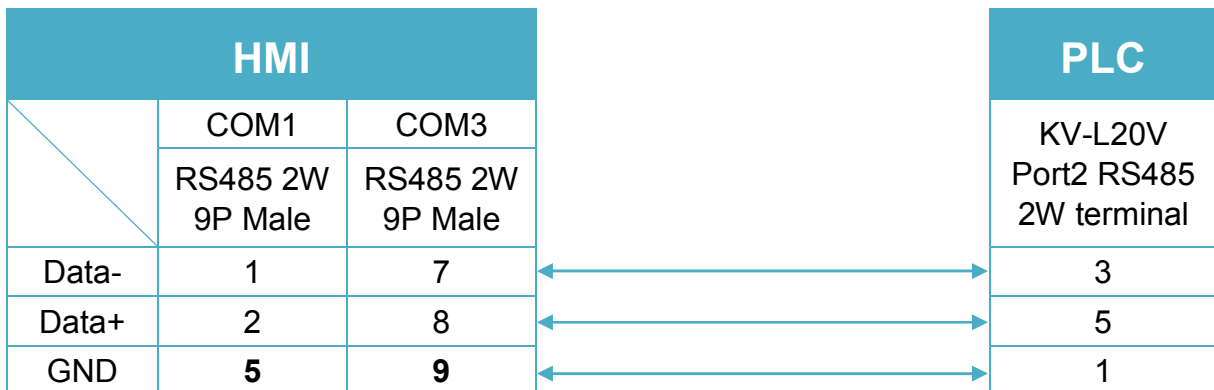 HMI PLC
COM1 COM3
KV-L20V
Port2 RS485
2W terminal
RS485 2W RS485 2W
9P Male 9P Male
Data- 1 7 3
Data+ 2 8 5
GND 5 9 1